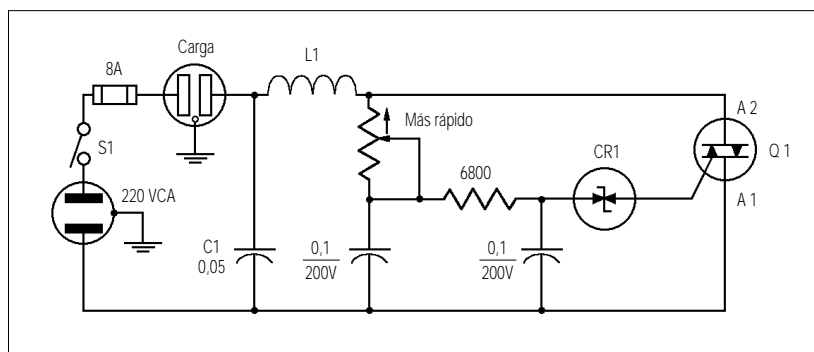 Carga
L1
8A
A 2
Más rápido
S1
CR1
Q 1
6800
220 VCA
A 1
C1
0,05
0,1
200V
0,1
200V